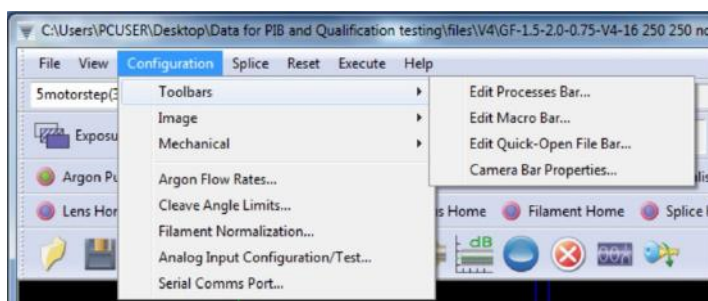 C:\Users\PCUSER\Desktop\Data for PIB and Qualification testing\files\V4\GF-1.5-2.0-0.75-V4-16 250 250 no
File View Configuration Splice Reset Execute Help
5motorstep(3
Toolbars
Edit Processes Bar...
Image
Edit Macro Bar...
Mechanical
Edit Quick-Open File Bar...
Camera Bar Properties...
Exposu
Argon Pu
Argon Flow Rates...
Cleave Angle Limits...
Lens Hor
s Home
Filament Home
Splice
Filament Normalization...
dB
Analog Input Configuration/Test...
Serial Comms Port...